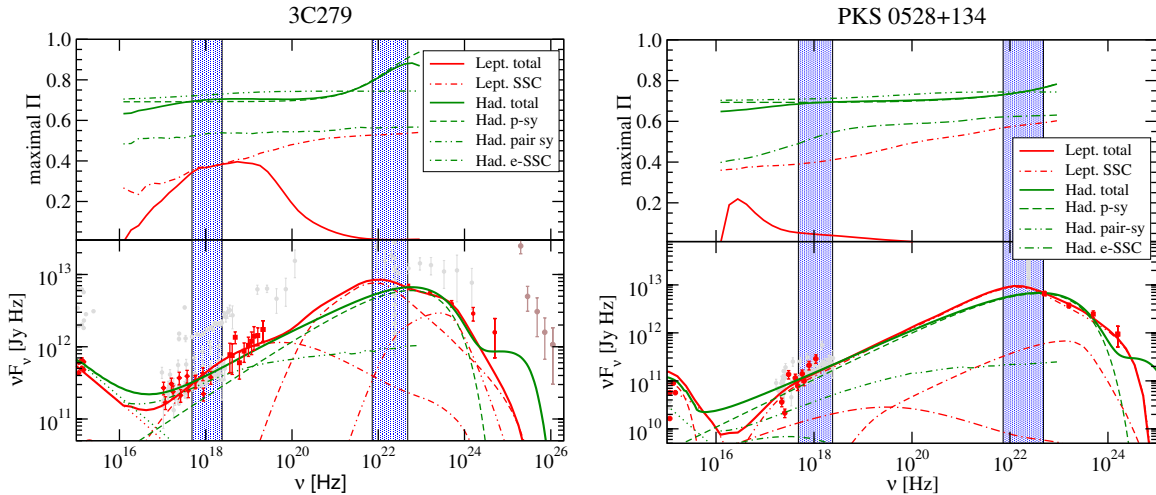 3C279
PKS 0528+134
maximal Π
1.0
0.8
0.6
0.4
0.2
Lept. total
Lept. SSC
Had. total
Had. p-sy
Had. pair sy
Had. e-SSC
νFν [Jy Hz]
10^13
10^12
10^11
10^16
10^18
10^20
10^22
10^24
10^26
ν [Hz]
maximal Π
1.0
0.8
0.6
0.4
0.2
Lept. total
Lept. SSC
Had. total
Had. p-sy
Had. pair-sy
Had. e-SSC
νFν [Jy Hz]
10^13
10^12
10^11
10^10
10^16
10^18
10^20
10^22
10^24
ν [Hz]